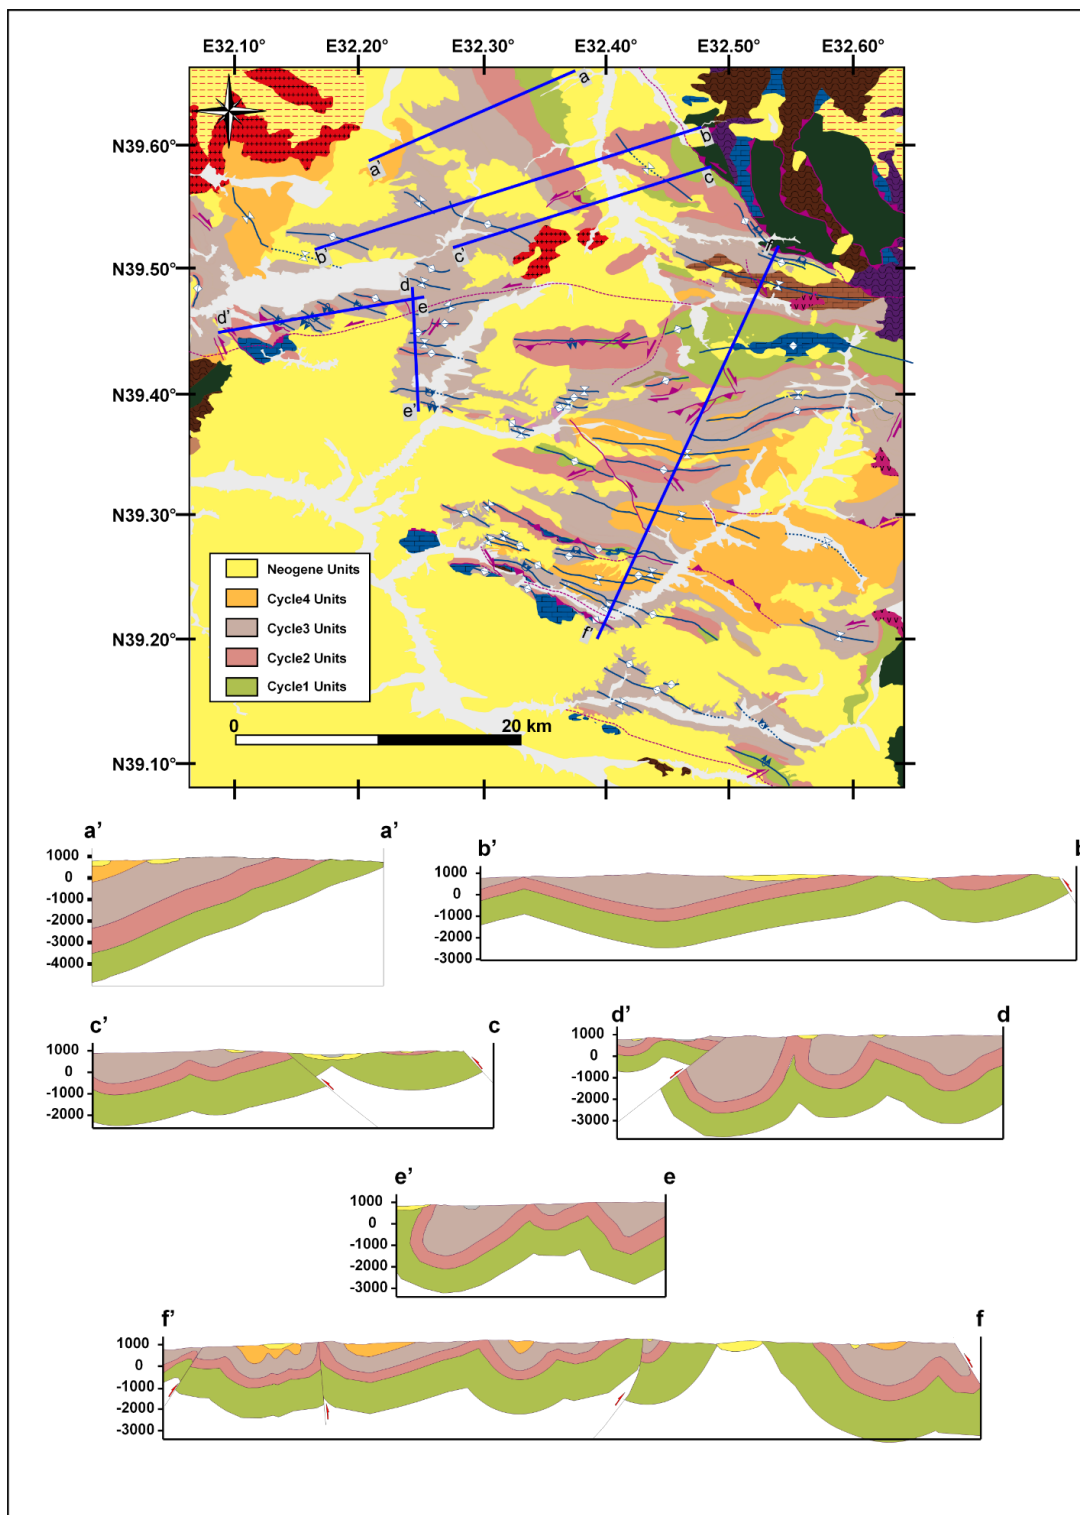 E32.10° E32.20° E32.30° E32.40° E32.50° E32.60°
N39.60°
N39.50°
N39.40°
N39.30°
N39.20°
N39.10°
a
a'
b
b'
c
c'
d
d'
e
e'
f
f'
Neogene Units
Cycle4 Units
Cycle3 Units
Cycle2 Units
Cycle1 Units
0 20 km
a’ a’
1000
0
-1000
-2000
-3000
-4000
b’ b
1000
0
-1000
-2000
-3000
c’ c
1000
0
-1000
-2000
d’ d
1000
0
-1000
-2000
-3000
e’ e
1000
0
-1000
-2000
-3000
f’ f
1000
0
-1000
-2000
-3000